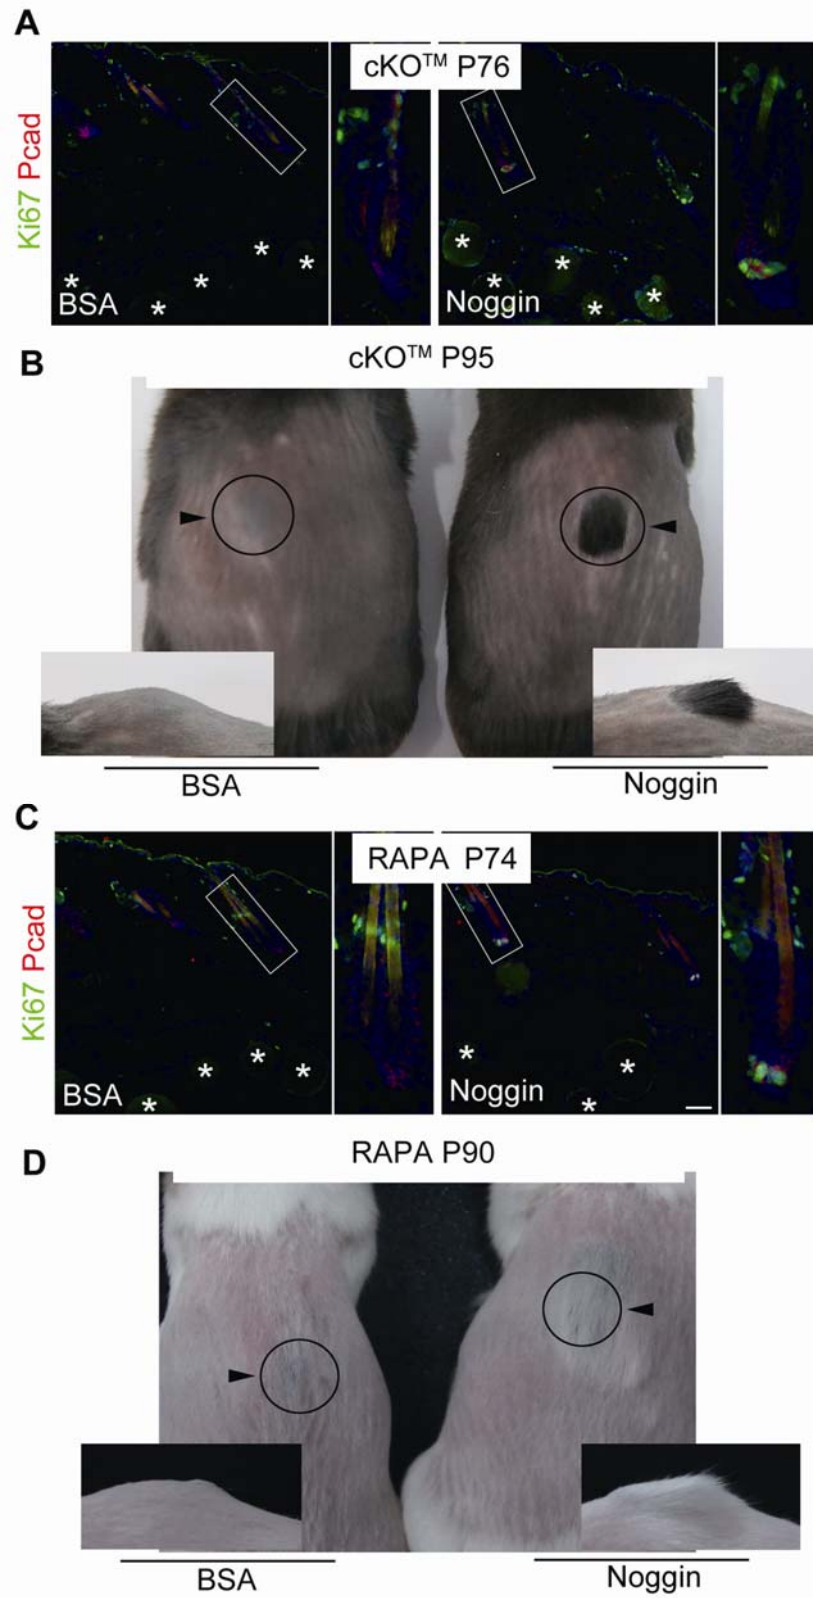 A
Ki67 Pcad
cKO™ P76
BSA
Noggin
B
cKO™ P95
BSA
Noggin
C
Ki67 Pcad
RAPA P74
BSA
Noggin
D
RAPA P90
BSA
Noggin